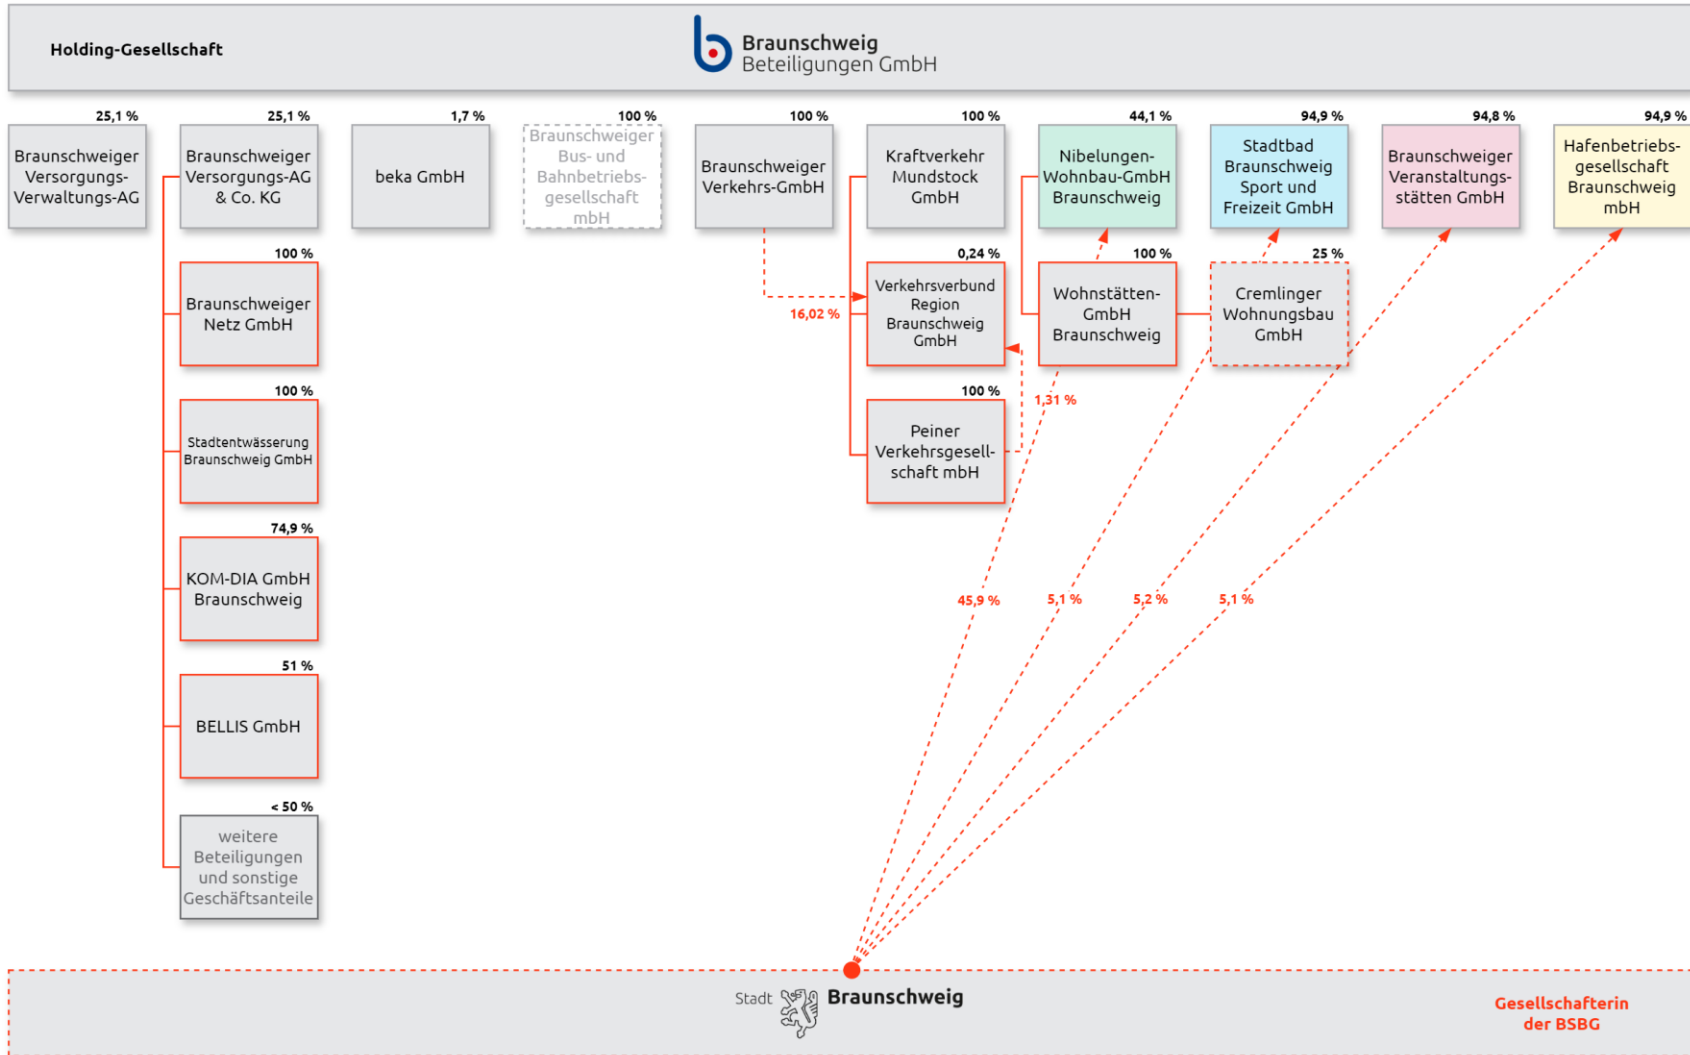 Holding-Gesellschaft
Braunschweig
Beteiligungen GmbH
25,1 %
Braunschweiger
Versorgungs-
Verwaltungs-AG
25,1 %
Braunschweiger
Versorgungs-AG
& Co. KG
1,7 %
beka GmbH
100 %
Braunschweiger
Bus- und
Bahnbetriebs-
gesellschaft
mbH
100 %
Braunschweiger
Verkehrs-GmbH
100 %
Kraftverkehr
Mundstock
GmbH
44,1 %
Nibelungen-
Wohnbau-GmbH
Braunschweig
94,9 %
Stadtbad
Braunschweig
Sport und
Freizeit GmbH
94,8 %
Braunschweiger
Veranstaltungs-
stätten GmbH
94,9 %
Hafenbetriebs-
gesellschaft
Braunschweig
mbH
100 %
Braunschweiger
Netz GmbH
16,02 %
0,24 %
Verkehrsverbund
Region
Braunschweig
GmbH
100 %
Wohnstätten-
GmbH
Braunschweig
25 %
Cremlinger
Wohnungsbau
GmbH
100 %
Stadtentwässerung
Braunschweig GmbH
100 %
Peiner
Verkehrsgesell-
schaft mbH
1,31 %
74,9 %
KOM-DIA GmbH
Braunschweig
45,9 %
5,1 %
5,2 %
5,1 %
51 %
BELLIS GmbH
< 50 %
weitere
Beteiligungen
und sonstige
Geschäftsanteile
Stadt Braunschweig
Gesellschafterin
der BSBG